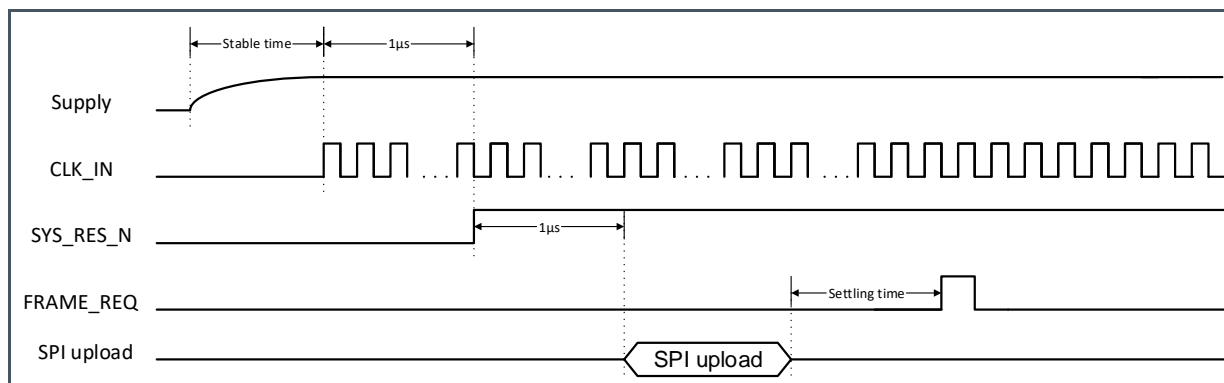 Stable time
1µs
Supply
CLK_IN
SYS_RES_N
1µs
FRAME_REQ
Settling time
SPI upload
SPI upload